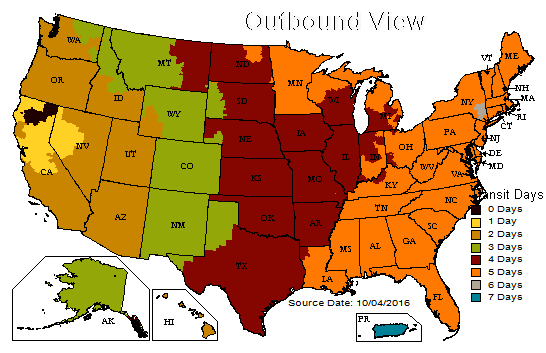 Outbound View
WA
MT
ND
MN
VT
ME
OR
ID
WY
SD
WI
MI
NY
NH
MA
RI
CT
NV
UT
CO
NE
IA
IL
IN
OH
PA
NJ
DE
MD
CA
AZ
NM
KS
MO
KY
WV
VA
OK
AR
TN
NC
SC
TX
LA
MS
AL
GA
FL
AK
HI
PR
ansit Days
0 Days
1 Day
2 Days
3 Days
4 Days
5 Days
6 Days
7 Days
Source Date: 10/04/2016